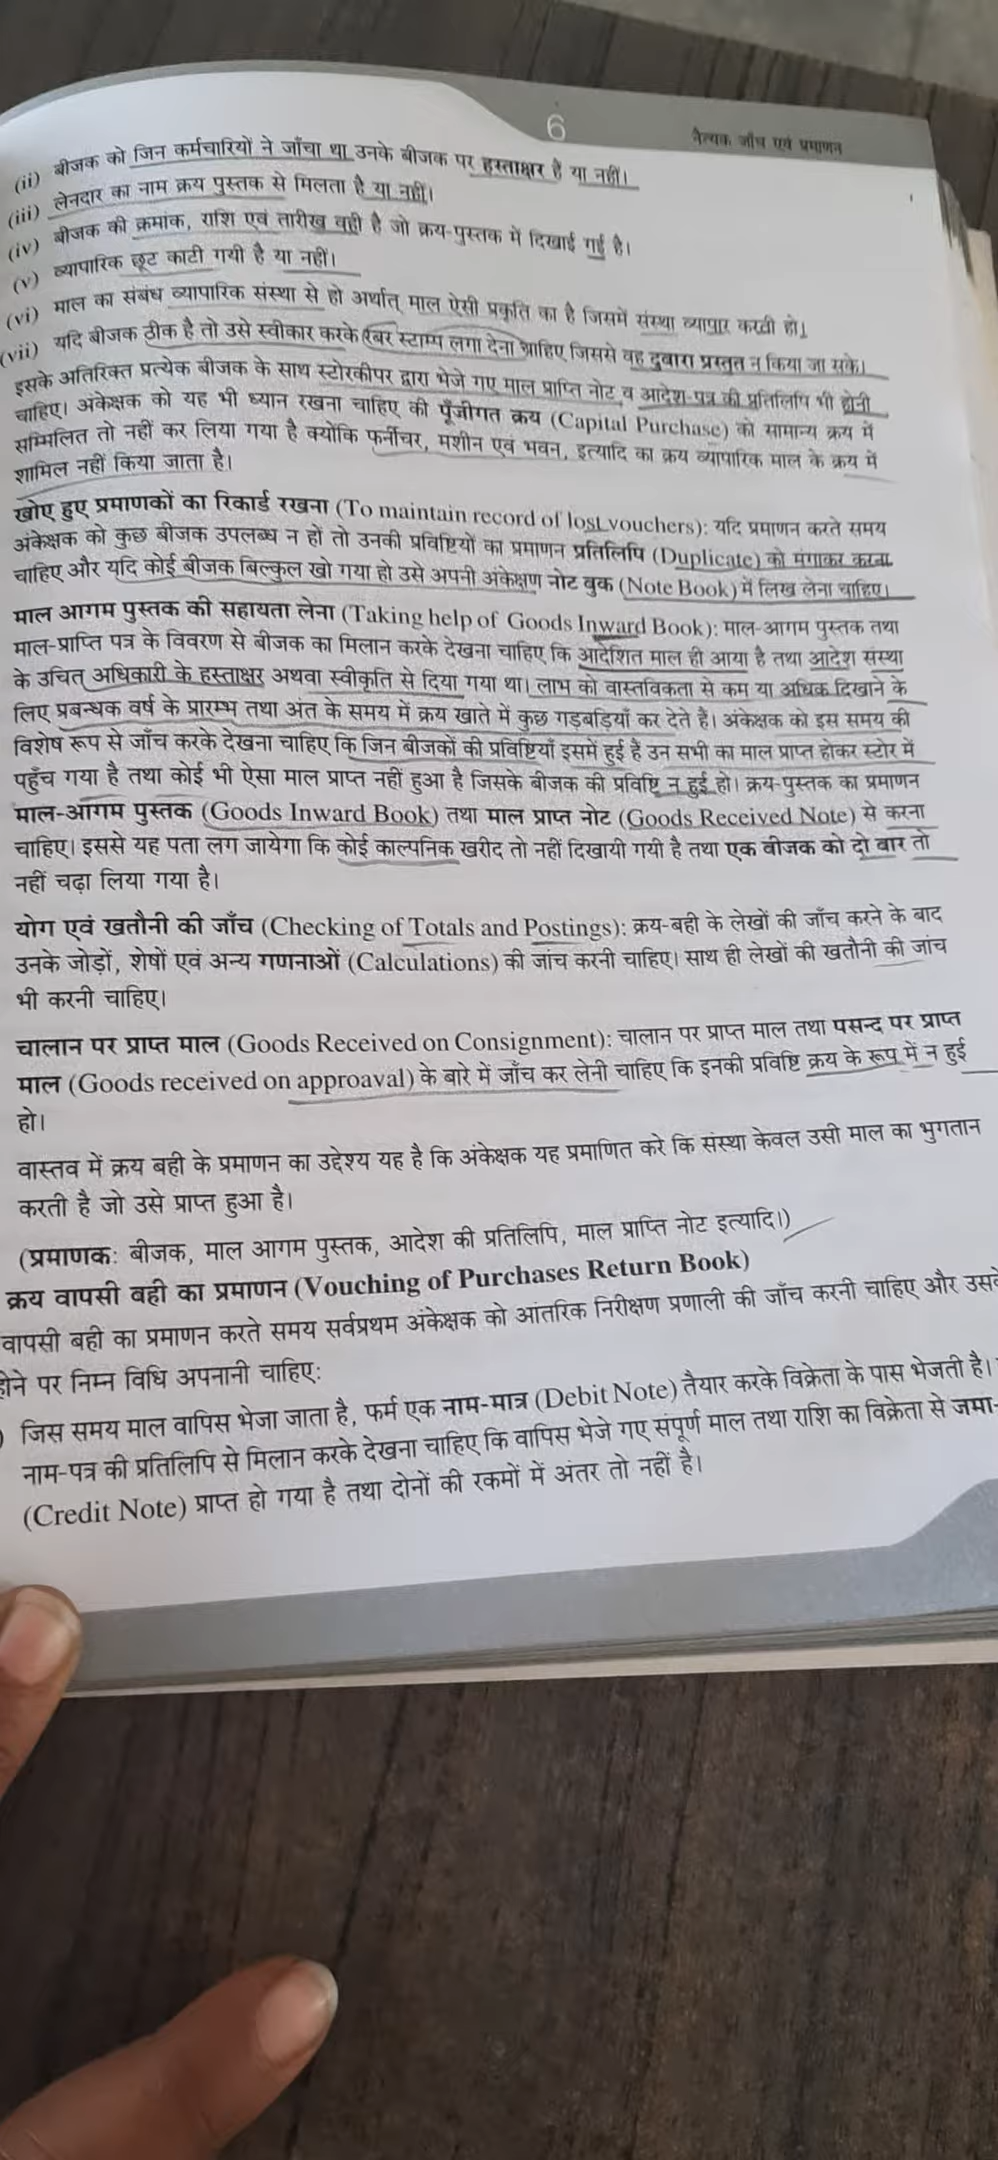 6
नैत्यक जाँच एवं प्रमाणन
(ii) बीजक को जिन कर्मचारियों ने जाँचा था उनके बीजक पर हस्ताक्षर हैं या नहीं।
(iii) लेनदार का नाम क्रय पुस्तक से मिलता है या नहीं।
(iv) बीजक की क्रमांक, राशि एवं तारीख वही है जो क्रय-पुस्तक में दिखाई गई है।
(v) व्यापारिक छूट काटी गयी है या नहीं।
(vi) माल का संबंध व्यापारिक संस्था से हो अर्थात् माल ऐसी प्रकृति का है जिसमें संस्था व्यापार करती हो।
(vii) यदि बीजक ठीक है तो उसे स्वीकार करके रबर स्टाम्प लगा देना चाहिए जिससे वह दुबारा प्रस्तुत न किया जा सके।
इसके अतिरिक्त प्रत्येक बीजक के साथ स्टोरकीपर द्वारा भेजे गए माल प्राप्ति नोट व आदेश-पत्र की प्रतिलिपि भी होनी
चाहिए। अंकेक्षक को यह भी ध्यान रखना चाहिए की पूँजीगत क्रय (Capital Purchase) को सामान्य क्रय में
सम्मिलित तो नहीं कर लिया गया है क्योंकि फर्नीचर, मशीन एवं भवन, इत्यादि का क्रय व्यापारिक माल के क्रय में
शामिल नहीं किया जाता है।
खोए हुए प्रमाणकों का रिकार्ड रखना (To maintain record of lost vouchers): यदि प्रमाणन करते समय
अंकेक्षक को कुछ बीजक उपलब्ध न हों तो उनकी प्रविष्टियों का प्रमाणन प्रतिलिपि (Duplicate) को मंगाकर करना
चाहिए और यदि कोई बीजक बिल्कुल खो गया हो उसे अपनी अंकेक्षण नोट बुक (Note Book) में लिख लेना चाहिए।
माल आगम पुस्तक की सहायता लेना (Taking help of Goods Inward Book): माल-आगम पुस्तक तथा
माल-प्राप्ति पत्र के विवरण से बीजक का मिलान करके देखना चाहिए कि आदेशित माल ही आया है तथा आदेश संस्था
के उचित अधिकारी के हस्ताक्षर अथवा स्वीकृति से दिया गया था। लाभ को वास्तविकता से कम या अधिक दिखाने के
लिए प्रबन्धक वर्ष के प्रारम्भ तथा अंत के समय में क्रय खाते में कुछ गड़बड़ियाँ कर देते हैं। अंकेक्षक को इस समय की
विशेष रूप से जाँच करके देखना चाहिए कि जिन बीजकों की प्रविष्टियाँ इसमें हुई हैं उन सभी का माल प्राप्त होकर स्टोर में
पहुँच गया है तथा कोई भी ऐसा माल प्राप्त नहीं हुआ है जिसके बीजक की प्रविष्टि न हुई हो। क्रय-पुस्तक का प्रमाणन
माल-आगम पुस्तक (Goods Inward Book) तथा माल प्राप्त नोट (Goods Received Note) से करना
चाहिए। इससे यह पता लग जायेगा कि कोई काल्पनिक खरीद तो नहीं दिखायी गयी है तथा एक बीजक को दो बार तो
नहीं चढ़ा लिया गया है।
योग एवं खतौनी की जाँच (Checking of Totals and Postings): क्रय-बही के लेखों की जाँच करने के बाद
उनके जोड़ों, शेषों एवं अन्य गणनाओं (Calculations) की जांच करनी चाहिए। साथ ही लेखों की खतौनी की जांच
भी करनी चाहिए।
चालान पर प्राप्त माल (Goods Received on Consignment): चालान पर प्राप्त माल तथा पसन्द पर प्राप्त
माल (Goods received on approaval) के बारे में जाँच कर लेनी चाहिए कि इनकी प्रविष्टि क्रय के रूप में न हुई
हो।
वास्तव में क्रय बही के प्रमाणन का उद्देश्य यह है कि अंकेक्षक यह प्रमाणित करे कि संस्था केवल उसी माल का भुगतान
करती है जो उसे प्राप्त हुआ है।
(प्रमाणकः बीजक, माल आगम पुस्तक, आदेश की प्रतिलिपि, माल प्राप्ति नोट इत्यादि।)
क्रय वापसी बही का प्रमाणन (Vouching of Purchases Return Book)
वापसी बही का प्रमाणन करते समय सर्वप्रथम अंकेक्षक को आंतरिक निरीक्षण प्रणाली की जाँच करनी चाहिए और उसके
होने पर निम्न विधि अपनानी चाहिएः
) जिस समय माल वापिस भेजा जाता है, फर्म एक नाम-मात्र (Debit Note) तैयार करके विक्रेता के पास भेजती है।
नाम-पत्र की प्रतिलिपि से मिलान करके देखना चाहिए कि वापिस भेजे गए संपूर्ण माल तथा राशि का विक्रेता से जमा-
(Credit Note) प्राप्त हो गया है तथा दोनों की रकमों में अंतर तो नहीं है।